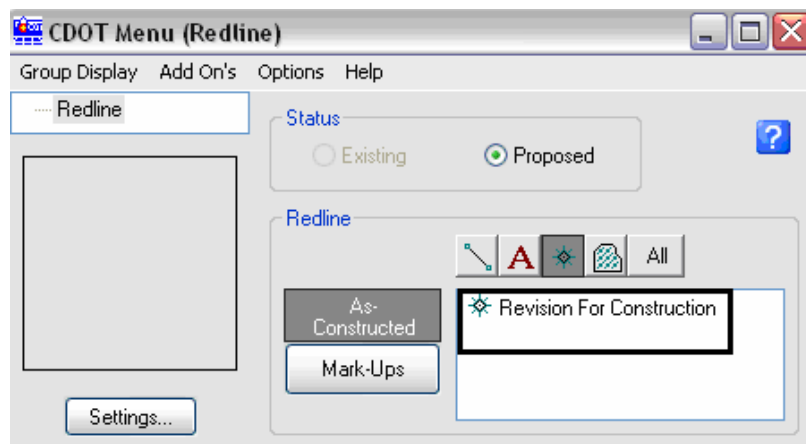 CDOT Menu (Redline)
Group Display Add On's Options Help
Redline
Status
Existing Proposed
?
Redline
A All
As-
Constructed
Revision For Construction
Mark-Ups
Settings...